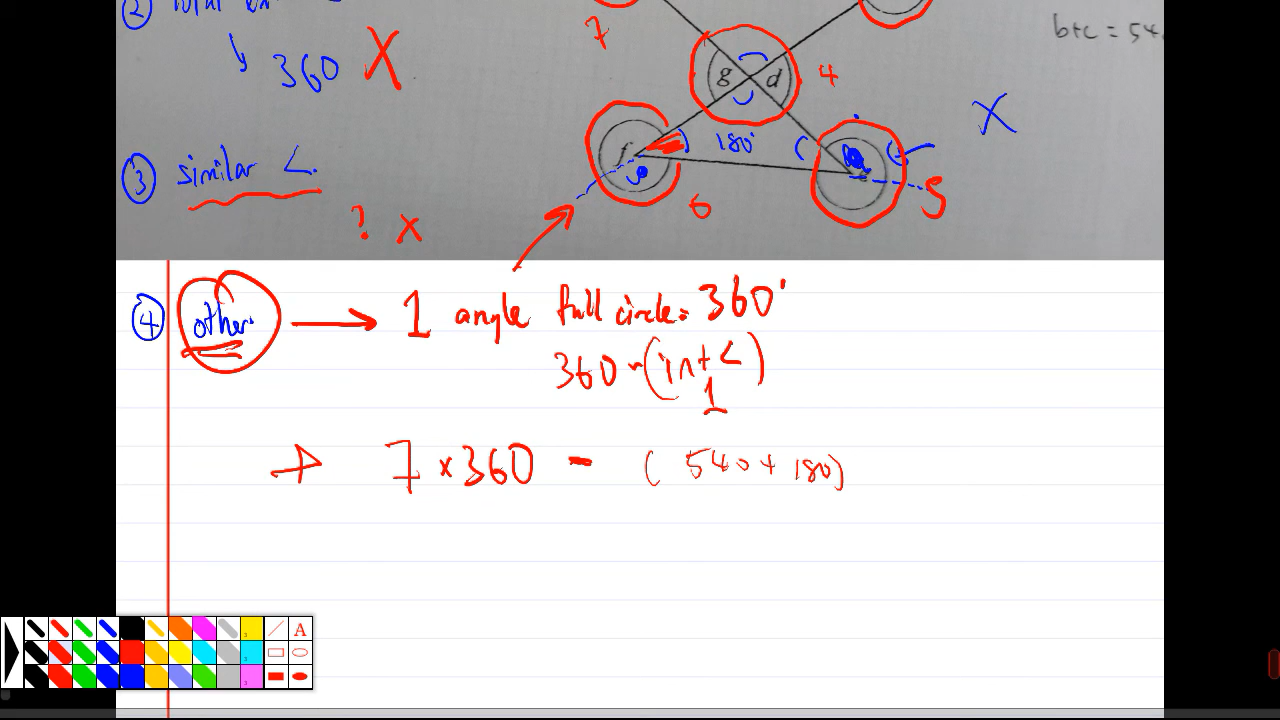 ②
↳ 360 X
7
g d 4
b+c = 54
X
③ similar <.
f 180° 5
6
? x
④ other. → 1 angle full circle = 360°
360 - (int <)
1
→ 7 × 360 - ( 540 + 180)
A